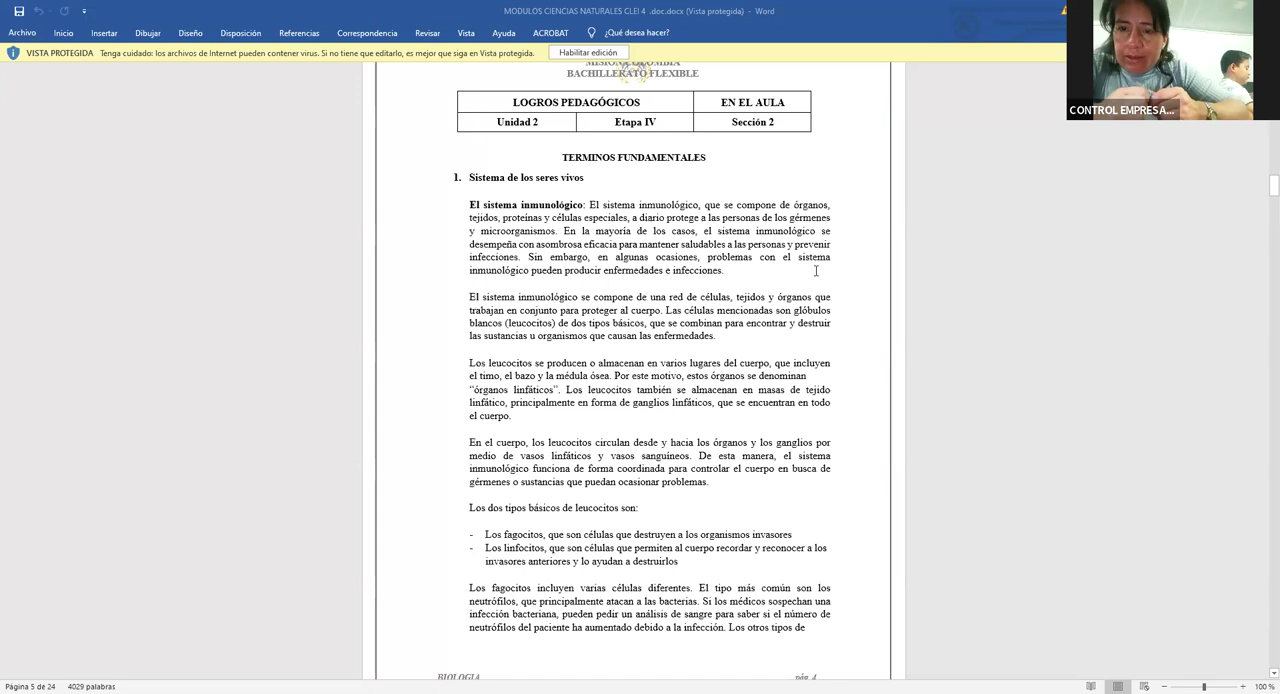 MODULOS CIENCIAS NATURALES CLEI 4 .doc.docx (Vista protegida) - Word
Archivo Inicio Insertar Dibujar Diseño Disposición Referencias Correspondencia Revisar Vista Ayuda ACROBAT ¿Qué desea hacer?
VISTA PROTEGIDA Tenga cuidado: los archivos de Internet pueden contener virus. Si no tiene que editarlo, es mejor que siga en Vista protegida. Habilitar edición
CONTROL EMPRESA...
MISIÓN COLOMBIA
BACHILLERATO FLEXIBLE
LOGROS PEDAGÓGICOS EN EL AULA
Unidad 2 Etapa IV Sección 2
TERMINOS FUNDAMENTALES
1. Sistema de los seres vivos
El sistema inmunológico: El sistema inmunológico, que se compone de órganos,
tejidos, proteínas y células especiales, a diario protege a las personas de los gérmenes
y microorganismos. En la mayoría de los casos, el sistema inmunológico se
desempeña con asombrosa eficacia para mantener saludables a las personas y prevenir
infecciones. Sin embargo, en algunas ocasiones, problemas con el sistema
inmunológico pueden producir enfermedades e infecciones.
El sistema inmunológico se compone de una red de células, tejidos y órganos que
trabajan en conjunto para proteger al cuerpo. Las células mencionadas son glóbulos
blancos (leucocitos) de dos tipos básicos, que se combinan para encontrar y destruir
las sustancias u organismos que causan las enfermedades.
Los leucocitos se producen o almacenan en varios lugares del cuerpo, que incluyen
el timo, el bazo y la médula ósea. Por este motivo, estos órganos se denominan
“órganos linfáticos”. Los leucocitos también se almacenan en masas de tejido
linfático, principalmente en forma de ganglios linfáticos, que se encuentran en todo
el cuerpo.
En el cuerpo, los leucocitos circulan desde y hacia los órganos y los ganglios por
medio de vasos linfáticos y vasos sanguíneos. De esta manera, el sistema
inmunológico funciona de forma coordinada para controlar el cuerpo en busca de
gérmenes o sustancias que puedan ocasionar problemas.
Los dos tipos básicos de leucocitos son:
- Los fagocitos, que son células que destruyen a los organismos invasores
- Los linfocitos, que son células que permiten al cuerpo recordar y reconocer a los
invasores anteriores y lo ayudan a destruirlos
Los fagocitos incluyen varias células diferentes. El tipo más común son los
neutrófilos, que principalmente atacan a las bacterias. Si los médicos sospechan una
infección bacteriana, pueden pedir un análisis de sangre para saber si el número de
neutrófilos del paciente ha aumentado debido a la infección. Los otros tipos de
BIOLOGIA pág. 4
Página 5 de 24 4029 palabras 100 %